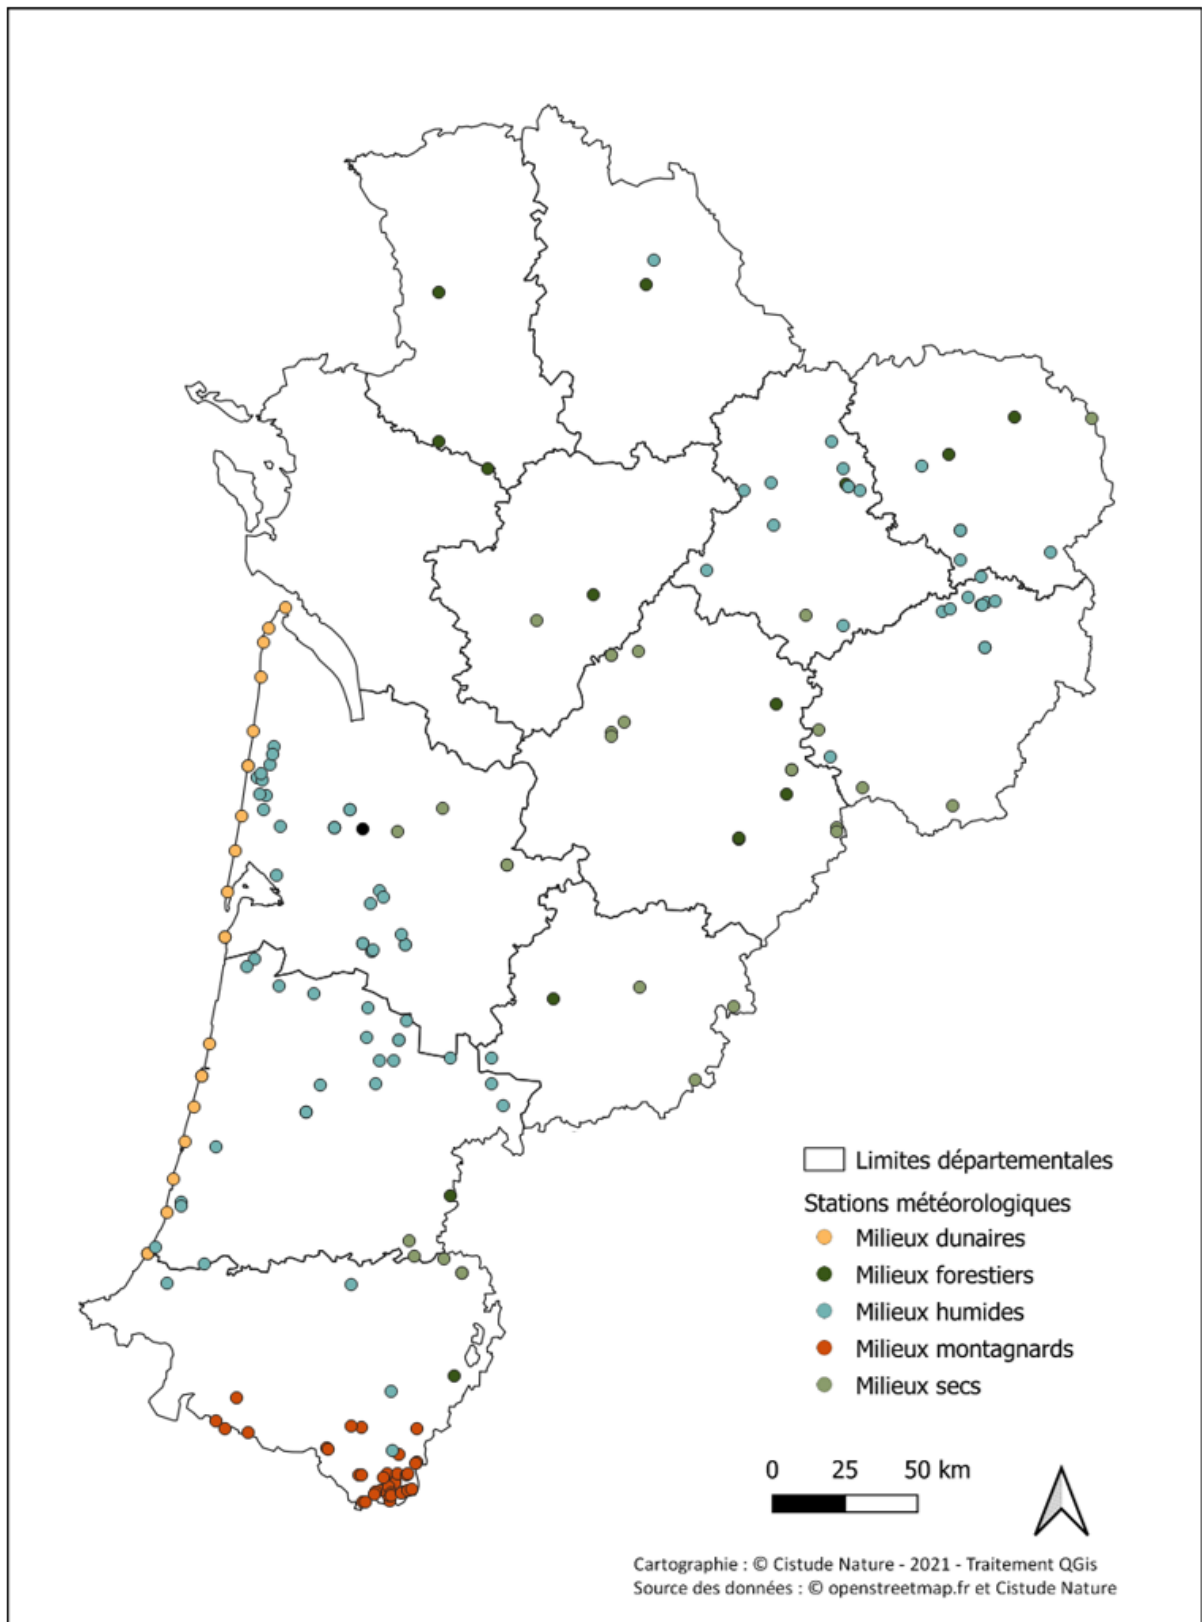 Limites départementales
Stations météorologiques
Milieux dunaires
Milieux forestiers
Milieux humides
Milieux montagnards
Milieux secs
0 25 50 km
Cartographie : © Cistude Nature - 2021 - Traitement QGis
Source des données : © openstreetmap.fr et Cistude Nature